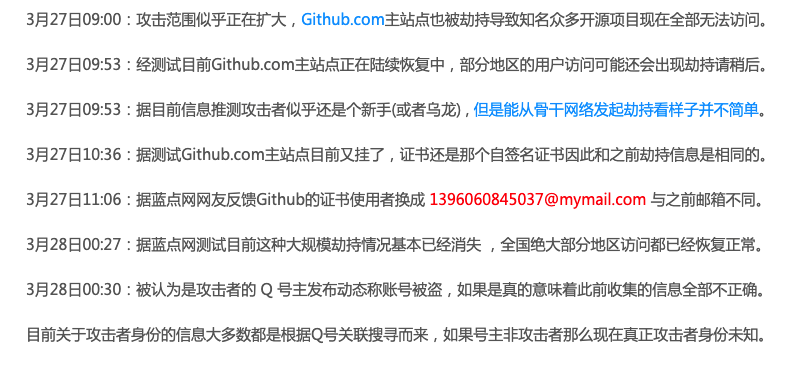 3月27日09:00：攻击范围似乎正在扩大，Github.com主站点也被劫持导致知名众多开源项目现在全部无法访问。
3月27日09:53：经测试目前Github.com主站点正在陆续恢复中，部分地区的用户访问可能还会出现劫持请稍后。
3月27日09:53：据目前信息推测攻击者似乎还是个新手(或者乌龙)，但是能从骨干网络发起劫持看样子并不简单。
3月27日10:36：据测试Github.com主站点目前又挂了，证书还是那个自签名证书因此和之前劫持信息是相同的。
3月27日11:06：据蓝点网网友反馈Github的证书使用者换成 1396060845037@mymail.com 与之前邮箱不同。
3月28日00:27：据蓝点网测试目前这种大规模劫持情况基本已经消失 ，全国绝大部分地区访问都已经恢复正常。
3月28日00:30：被认为是攻击者的 Q 号主发布动态称账号被盗，如果是真的意味着此前收集的信息全部不正确。
目前关于攻击者身份的信息大多数都是根据Q号关联搜寻而来，如果号主非攻击者那么现在真正攻击者身份未知。